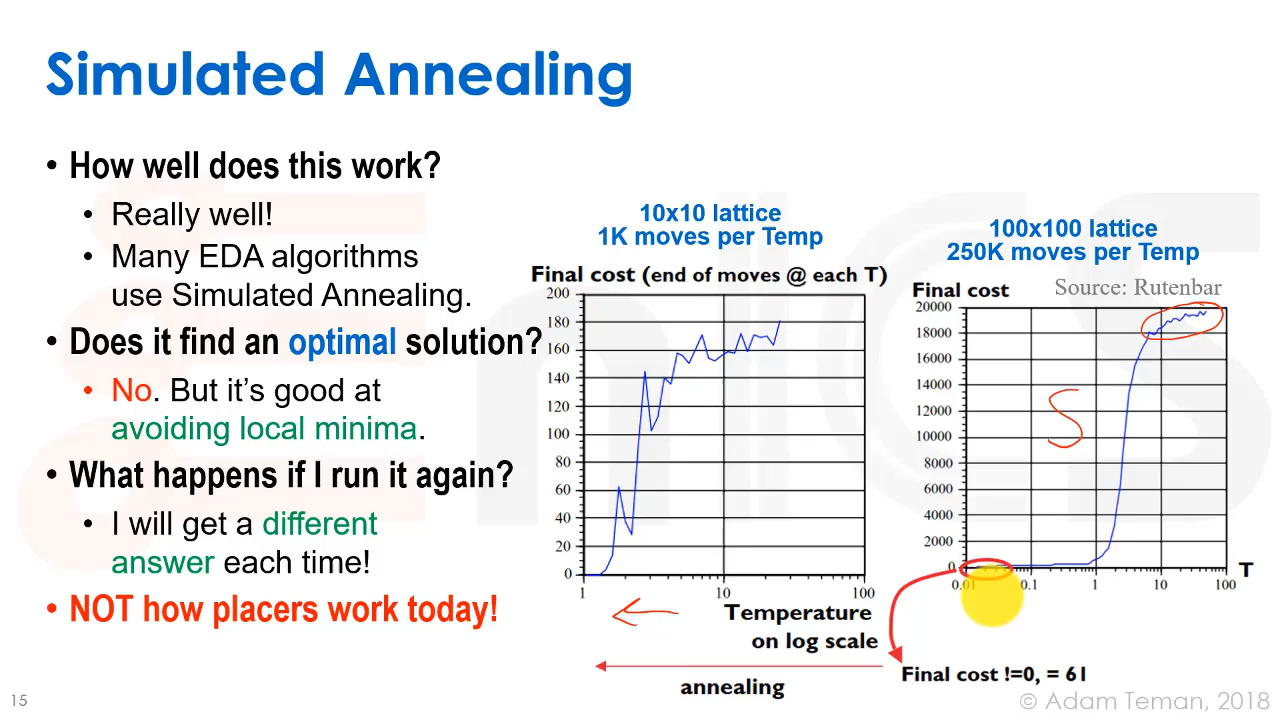 Simulated Annealing
• How well does this work?
• Really well!
• Many EDA algorithms
use Simulated Annealing.
• Does it find an optimal solution?
• No. But it's good at
avoiding local minima.
• What happens if I run it again?
• I will get a different
answer each time!
• NOT how placers work today!
10x10 lattice
1K moves per Temp
Final cost (end of moves @ each T)
200
180
160
140
120
100
80
60
40
20
0
1
10
100
Temperature
on log scale
annealing
100x100 lattice
250K moves per Temp
Final cost
Source: Rutenbar
20000
18000
16000
14000
12000
10000
8000
6000
4000
2000
0
0.01
0.1
1
10
100
T
S
Final cost !=0, = 61
15
© Adam Teman, 2018
EnICS